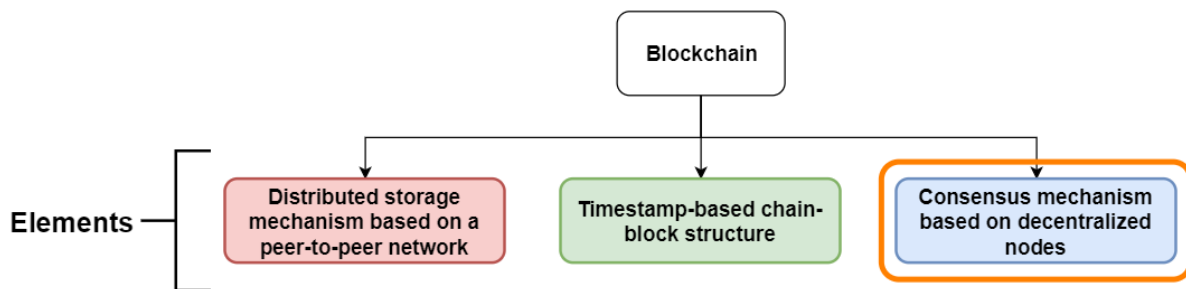 Blockchain
Elements
Distributed storage
mechanism based on a
peer-to-peer network
Timestamp-based chain-
block structure
Consensus mechanism
based on decentralized
nodes